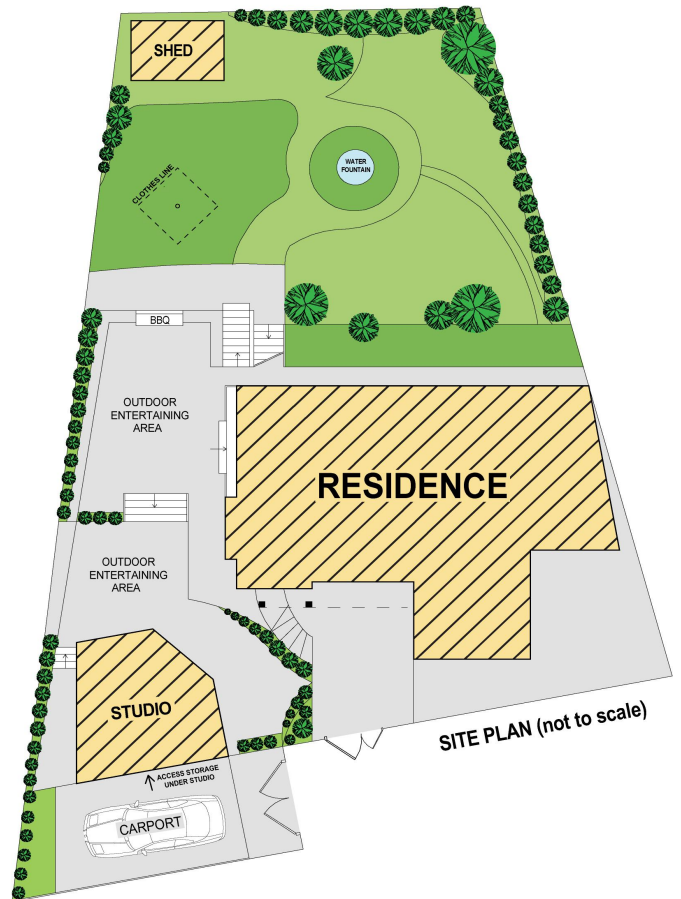 SHED
WATER
FOUNTAIN
CLOTHES LINE
BBQ
OUTDOOR
ENTERTAINING
AREA
RESIDENCE
OUTDOOR
ENTERTAINING
AREA
STUDIO
SITE PLAN (not to scale)
ACCESS STORAGE
UNDER STUDIO
CARPORT